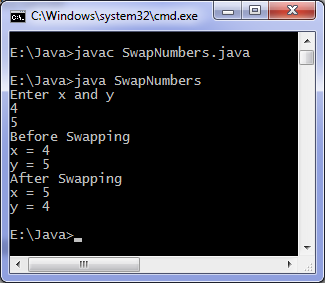 C:\Windows\system32\cmd.exe
E:\Java>javac SwapNumbers.java
E:\Java>java SwapNumbers
Enter x and y
4
5
Before Swapping
x = 4
y = 5
After Swapping
x = 5
y = 4
E:\Java>